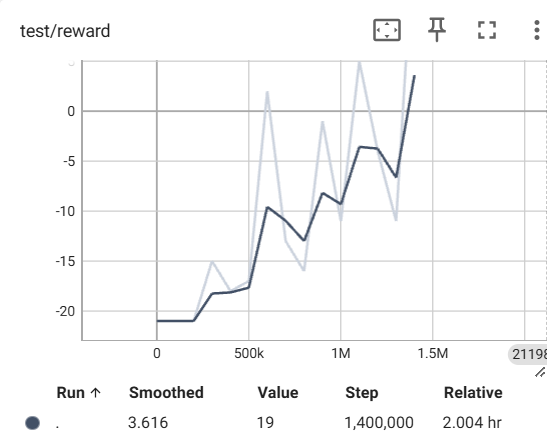 test/reward
0
-5
-10
-15
-20
0 500k 1M 1.5M 21198
Run ↑ Smoothed Value Step Relative
. 3.616 19 1,400,000 2.004 hr